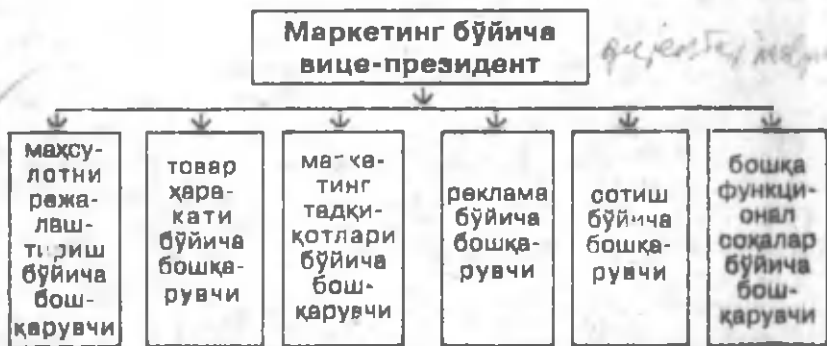 Маркетинг бўйича
вице-президент
маҳсу-
лотни
режа-
лаш-
тириш
бўйича
бош-
қарувчи
товар
ҳара-
кати
бўйича
бошқа-
рувчи
марке-
тинг
тадқи-
қотлари
бўйича
бош-
қарувчи
реклама
бўйича
бошқа-
рувчи
сотиш
бўйича
бошқа-
рувчи
бошқа
функци-
онал
соҳалар
бўйича
бош-
қарувчи